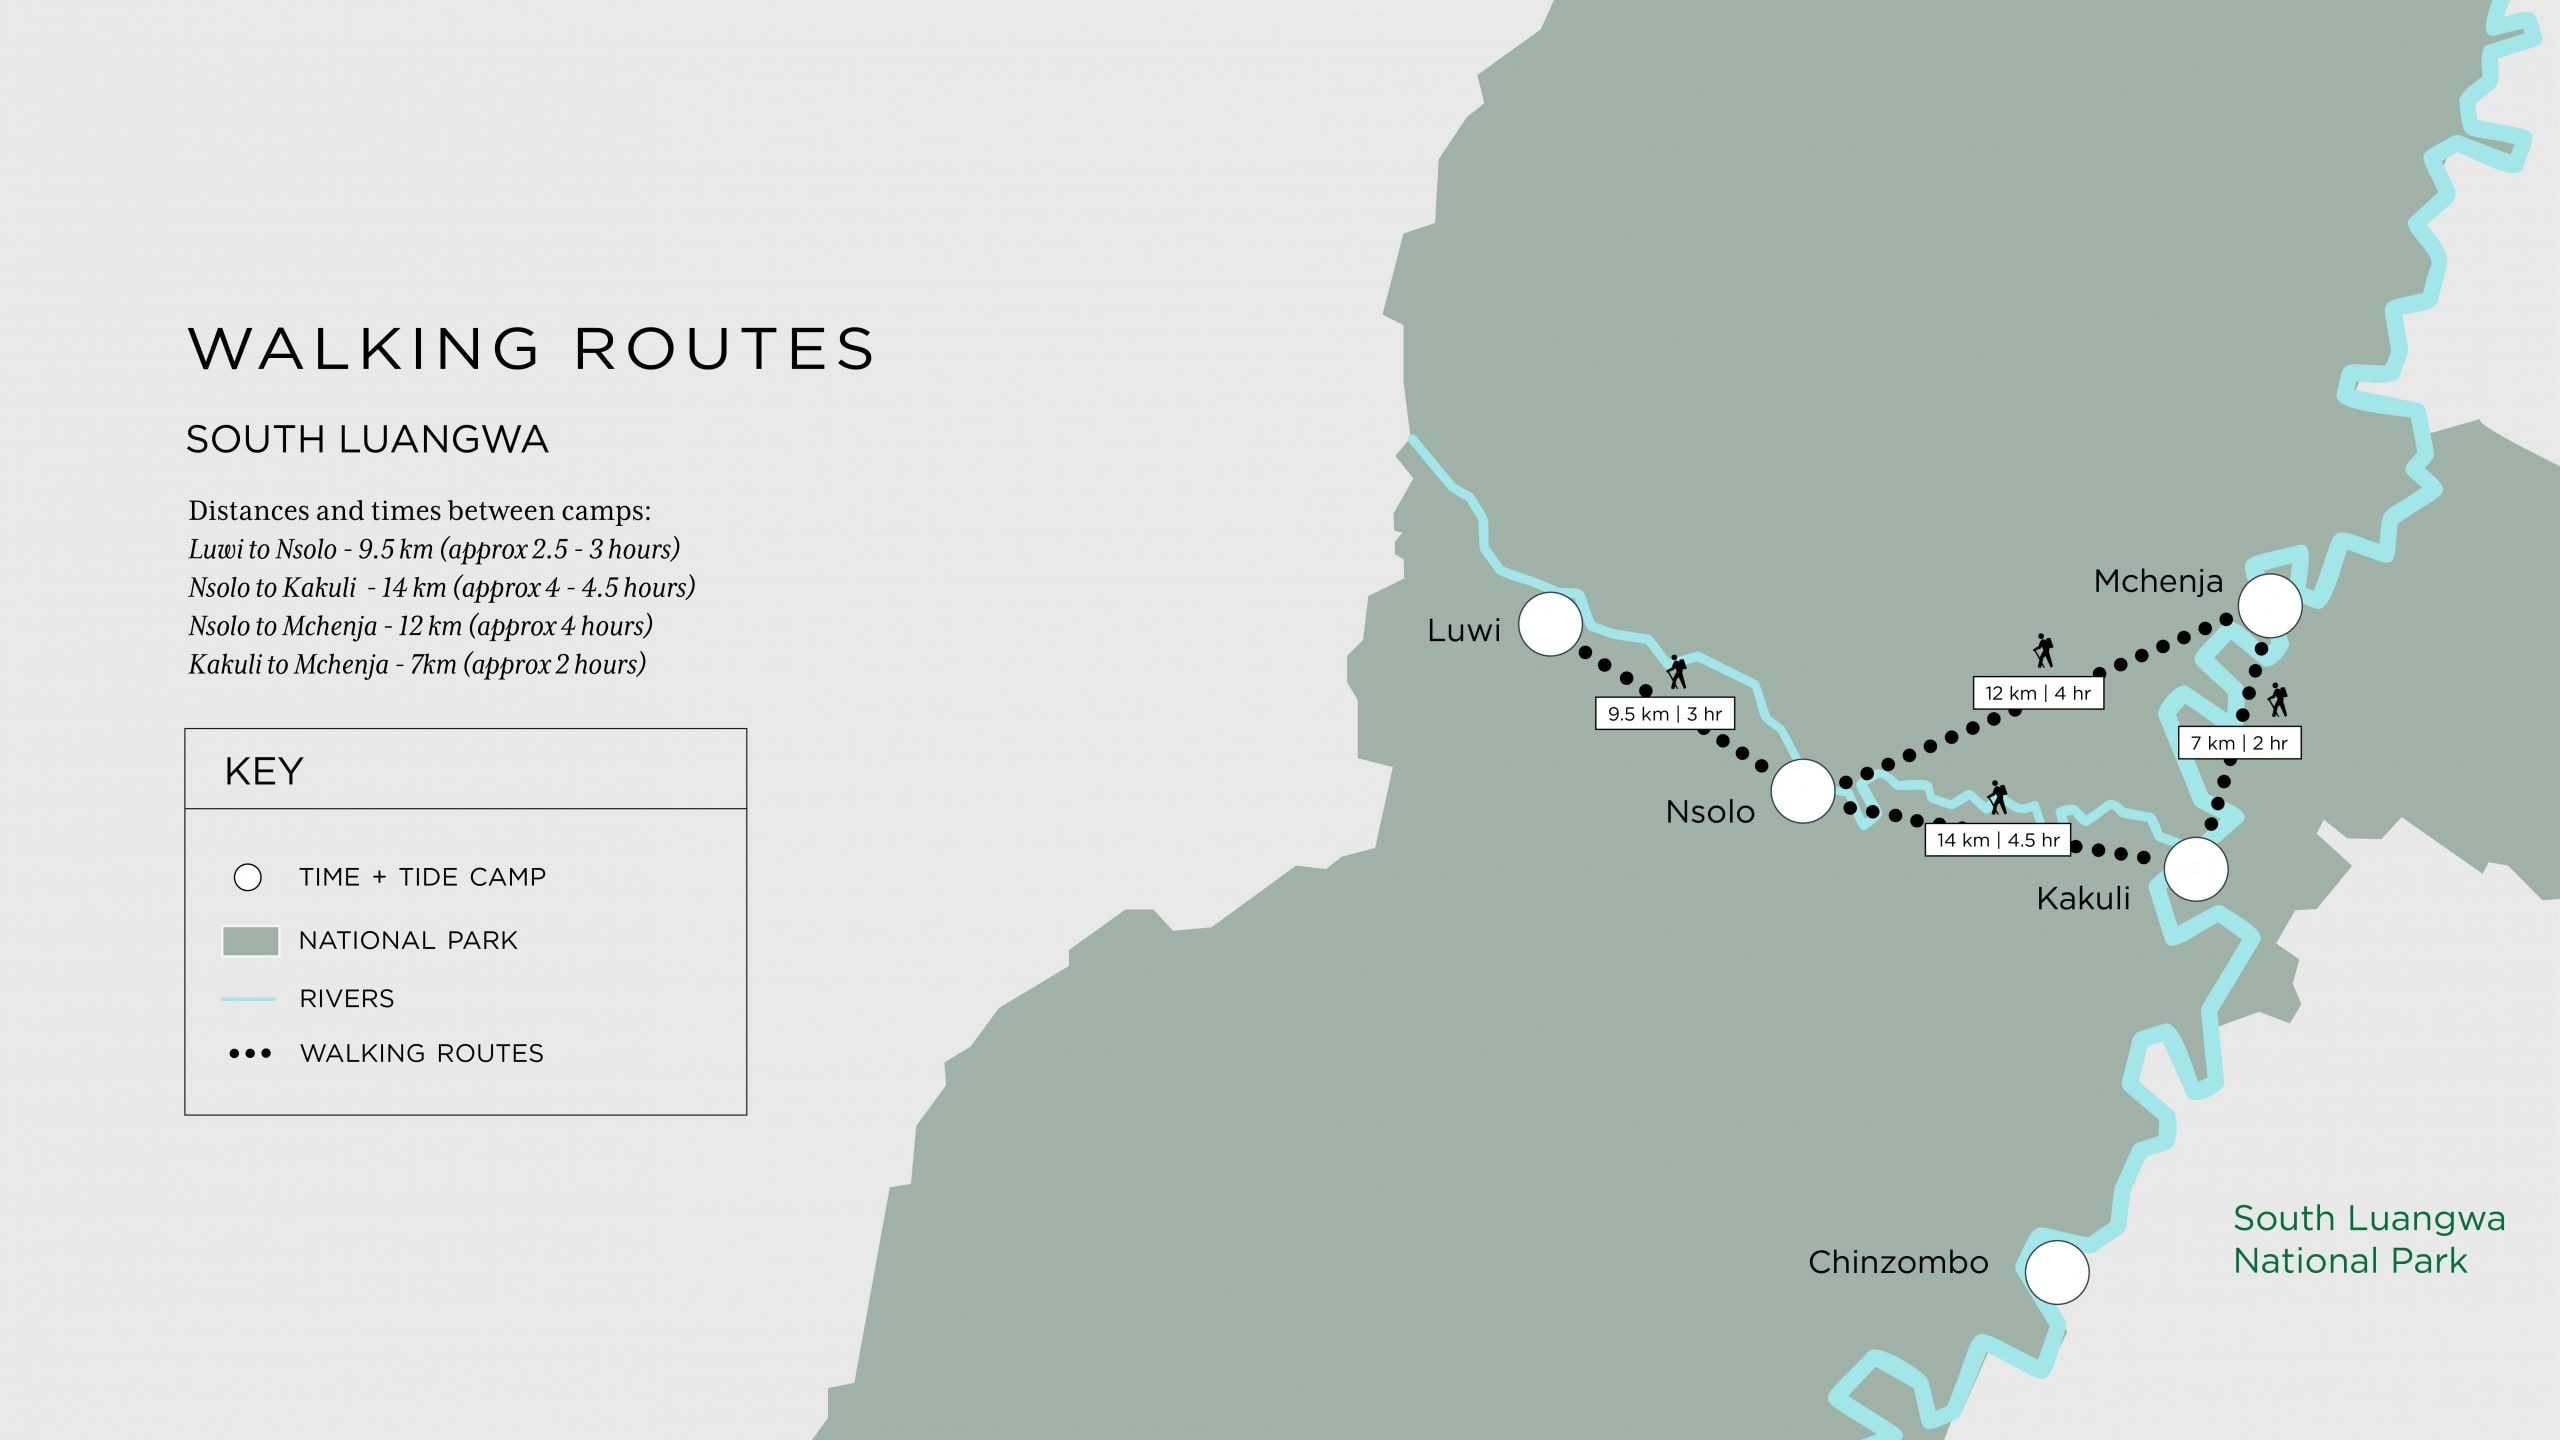 WALKING ROUTES
SOUTH LUANGWA
Distances and times between camps:
Luwi to Nsolo - 9.5 km (approx 2.5 - 3 hours)
Nsolo to Kakuli  - 14 km (approx 4 - 4.5 hours)
Nsolo to Mchenja - 12 km (approx 4 hours)
Kakuli to Mchenja - 7km (approx 2 hours)
KEY
TIME + TIDE CAMP
NATIONAL PARK
RIVERS
WALKING ROUTES
Mchenja
Luwi
12 km | 4 hr
9.5 km | 3 hr
7 km | 2 hr
Nsolo
14 km | 4.5 hr
Kakuli
Chinzombo
South Luangwa
National Park